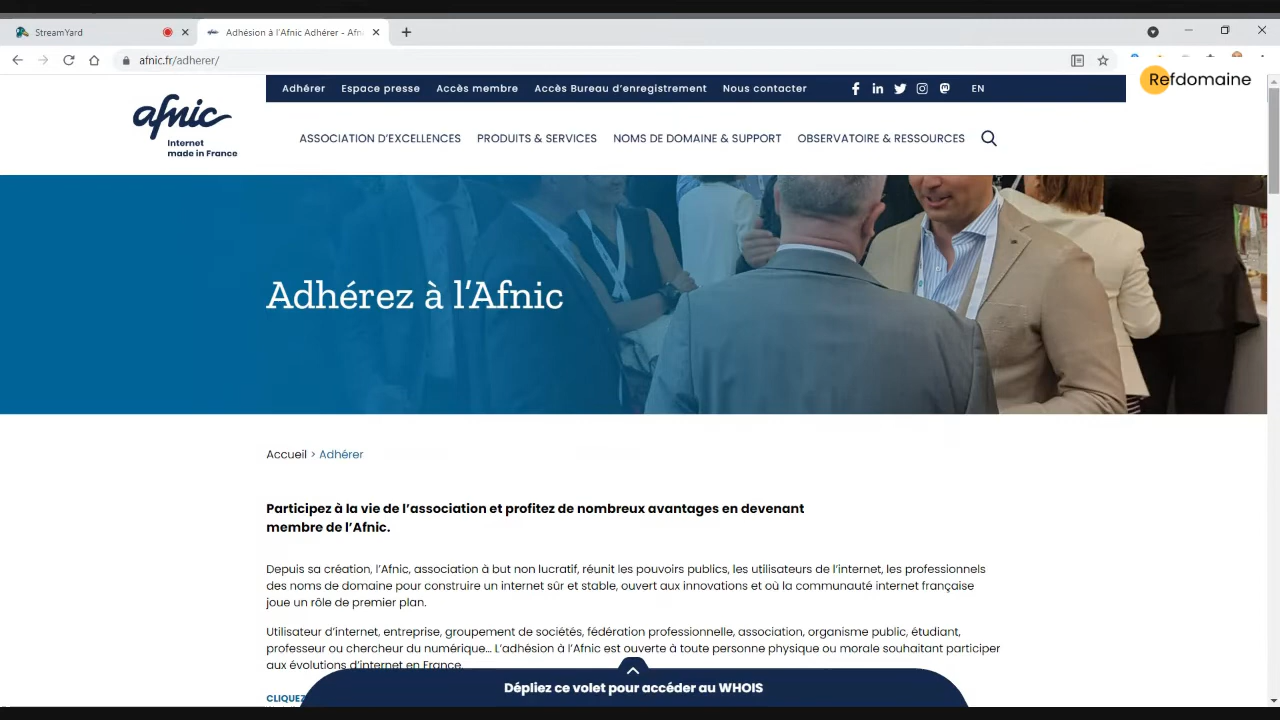 StreamYard
Adhésion à l'Afnic Adhérer - Afn
afnic.fr/adherer/
Refdomaine
Adhérer Espace presse Accès membre Accès Bureau d'enregistrement Nous contacter EN
afnic
Internet
made in France
ASSOCIATION D'EXCELLENCES PRODUITS & SERVICES NOMS DE DOMAINE & SUPPORT OBSERVATOIRE & RESSOURCES
Adhérez à l'Afnic
Accueil > Adhérer
Participez à la vie de l'association et profitez de nombreux avantages en devenant
membre de l'Afnic.
Depuis sa création, l'Afnic, association à but non lucratif, réunit les pouvoirs publics, les utilisateurs de l'internet, les professionnels
des noms de domaine pour construire un internet sûr et stable, ouvert aux innovations et où la communauté internet française
joue un rôle de premier plan.
Utilisateur d'internet, entreprise, groupement de sociétés, fédération professionnelle, association, organisme public, étudiant,
professeur ou chercheur du numérique… L'adhésion à l'Afnic est ouverte à toute personne physique ou morale souhaitant participer
aux évolutions d'internet en France.
Dépliez ce volet pour accéder au WHOIS
CLIQUEZ